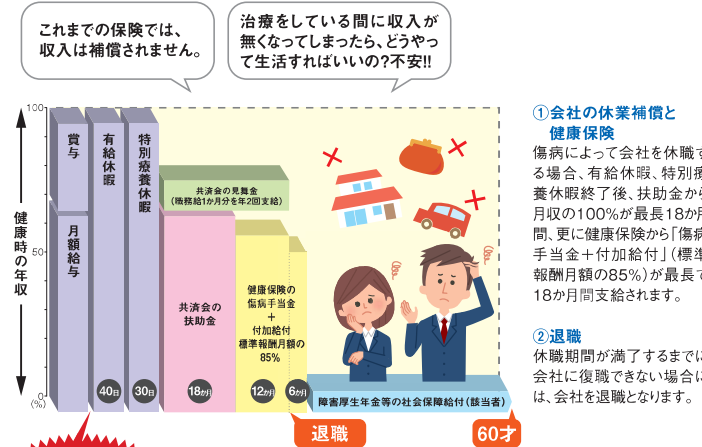 これまでの保険では、
収入は補償されません。
治療をしている間に収入が
無くなってしまったら、どうやっ
て生活すればいいの?不安!!
健康時の年収
100
50
0
(%)
賞与
月額給与
有給休暇
40日
特別療養休暇
30日
共済会の見舞金
(職務給1か月分を年2回支給)
共済会の
扶助金
18か月
健康保険の
傷病手当金
+
付加給付
標準報酬月額の
85%
12か月
6か月
障害厚生年金等の社会保障給付(該当者)
退職
60才
①会社の休業補償と
健康保険
傷病によって会社を休職す
る場合、有給休暇、特別療
養休暇終了後、扶助金から
月収の100%が最長18か月
間、更に健康保険から「傷病
手当金+付加給付」(標準
報酬月額の85%)が最長で
18か月間支給されます。
②退職
休職期間が満了するまでに
会社に復職できない場合に
は、会社を退職となります。